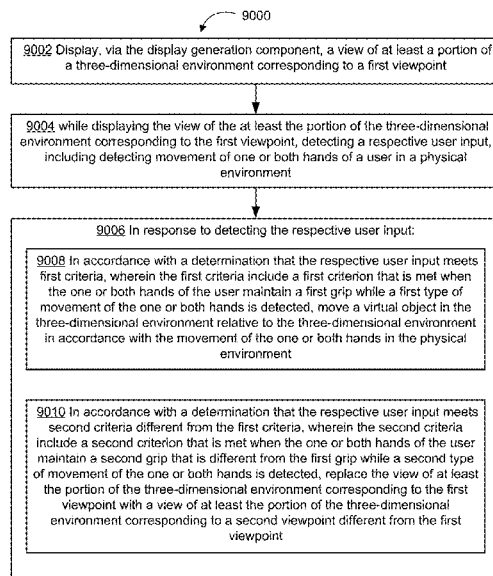 9000
9002 Display, via the display generation component, a view of at least a portion of
a three-dimensional environment corresponding to a first viewpoint
9004 while displaying the view of the at least the portion of the three-dimensional
environment corresponding to the first viewpoint, detecting a respective user input,
including detecting movement of one or both hands of a user in a physical
environment
9006 In response to detecting the respective user input:
9008 In accordance with a determination that the respective user input meets
first criteria, wherein the first criteria include a first criterion that is met when
the one or both hands of the user maintain a first grip while a first type of
movement of the one or both hands is detected, move a virtual object in the
three-dimensional environment relative to the three-dimensional environment
in accordance with the movement of the one or both hands in the physical
environment
9010 In accordance with a determination that the respective user input meets
second criteria different from the first criteria, wherein the second criteria
include a second criterion that is met when the one or both hands of the user
maintain a second grip that is different from the first grip while a second type
of movement of the one or both hands is detected, replace the view of at least
the portion of the three-dimensional environment corresponding to the first
viewpoint with a view of at least the portion of the three-dimensional
environment corresponding to a second viewpoint different from the first
viewpoint